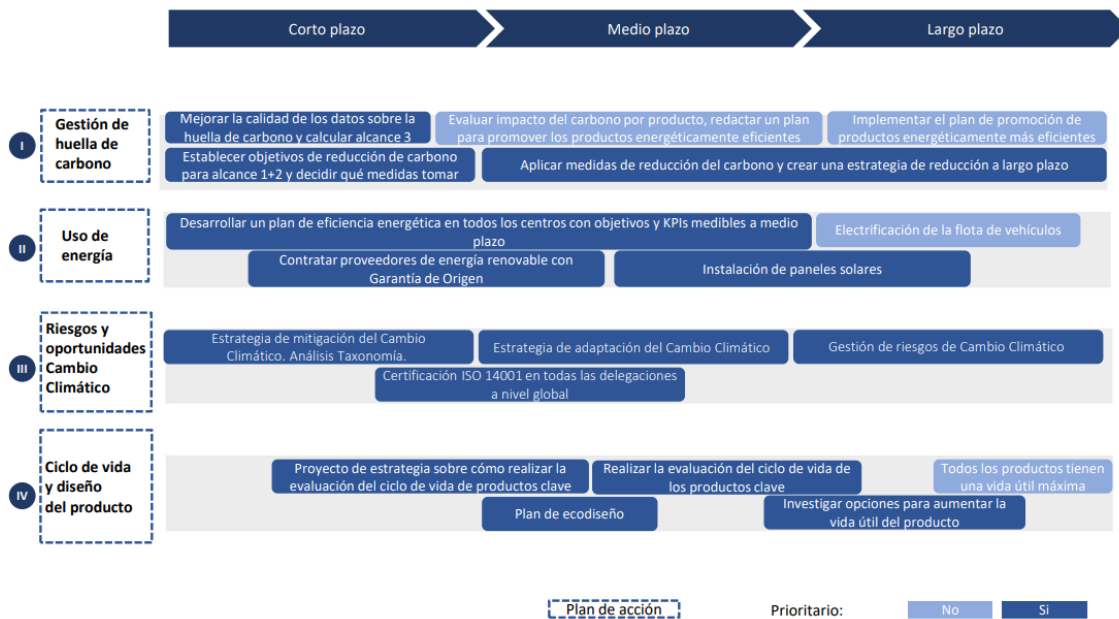 Corto plazo
Medio plazo
Largo plazo
I
Gestión de
huella de
carbono
Mejorar la calidad de los datos sobre la
huella de carbono y calcular alcance 3
Evaluar impacto del carbono por producto, redactar un plan
para promover los productos energéticamente eficientes
Implementar el plan de promoción de
productos energéticamente más eficientes
Establecer objetivos de reducción de carbono
para alcance 1+2 y decidir qué medidas tomar
Aplicar medidas de reducción del carbono y crear una estrategia de reducción a largo plazo
II
Uso de
energía
Desarrollar un plan de eficiencia energética en todos los centros con objetivos y KPIs medibles a medio
plazo
Electrificación de la flota de vehículos
Contratar proveedores de energía renovable con
Garantía de Origen
Instalación de paneles solares
III
Riesgos y
oportunidades
Cambio
Climático
Estrategia de mitigación del Cambio
Climático. Análisis Taxonomía.
Estrategia de adaptación del Cambio Climático
Gestión de riesgos de Cambio Climático
Certificación ISO 14001 en todas las delegaciones
a nivel global
IV
Ciclo de vida
y diseño
del producto
Proyecto de estrategia sobre cómo realizar la
evaluación del ciclo de vida de productos clave
Realizar la evaluación del ciclo de vida de
los productos clave
Todos los productos tienen
una vida útil máxima
Plan de ecodiseño
Investigar opciones para aumentar la
vida útil del producto
Plan de acción
Prioritario:
No
Si